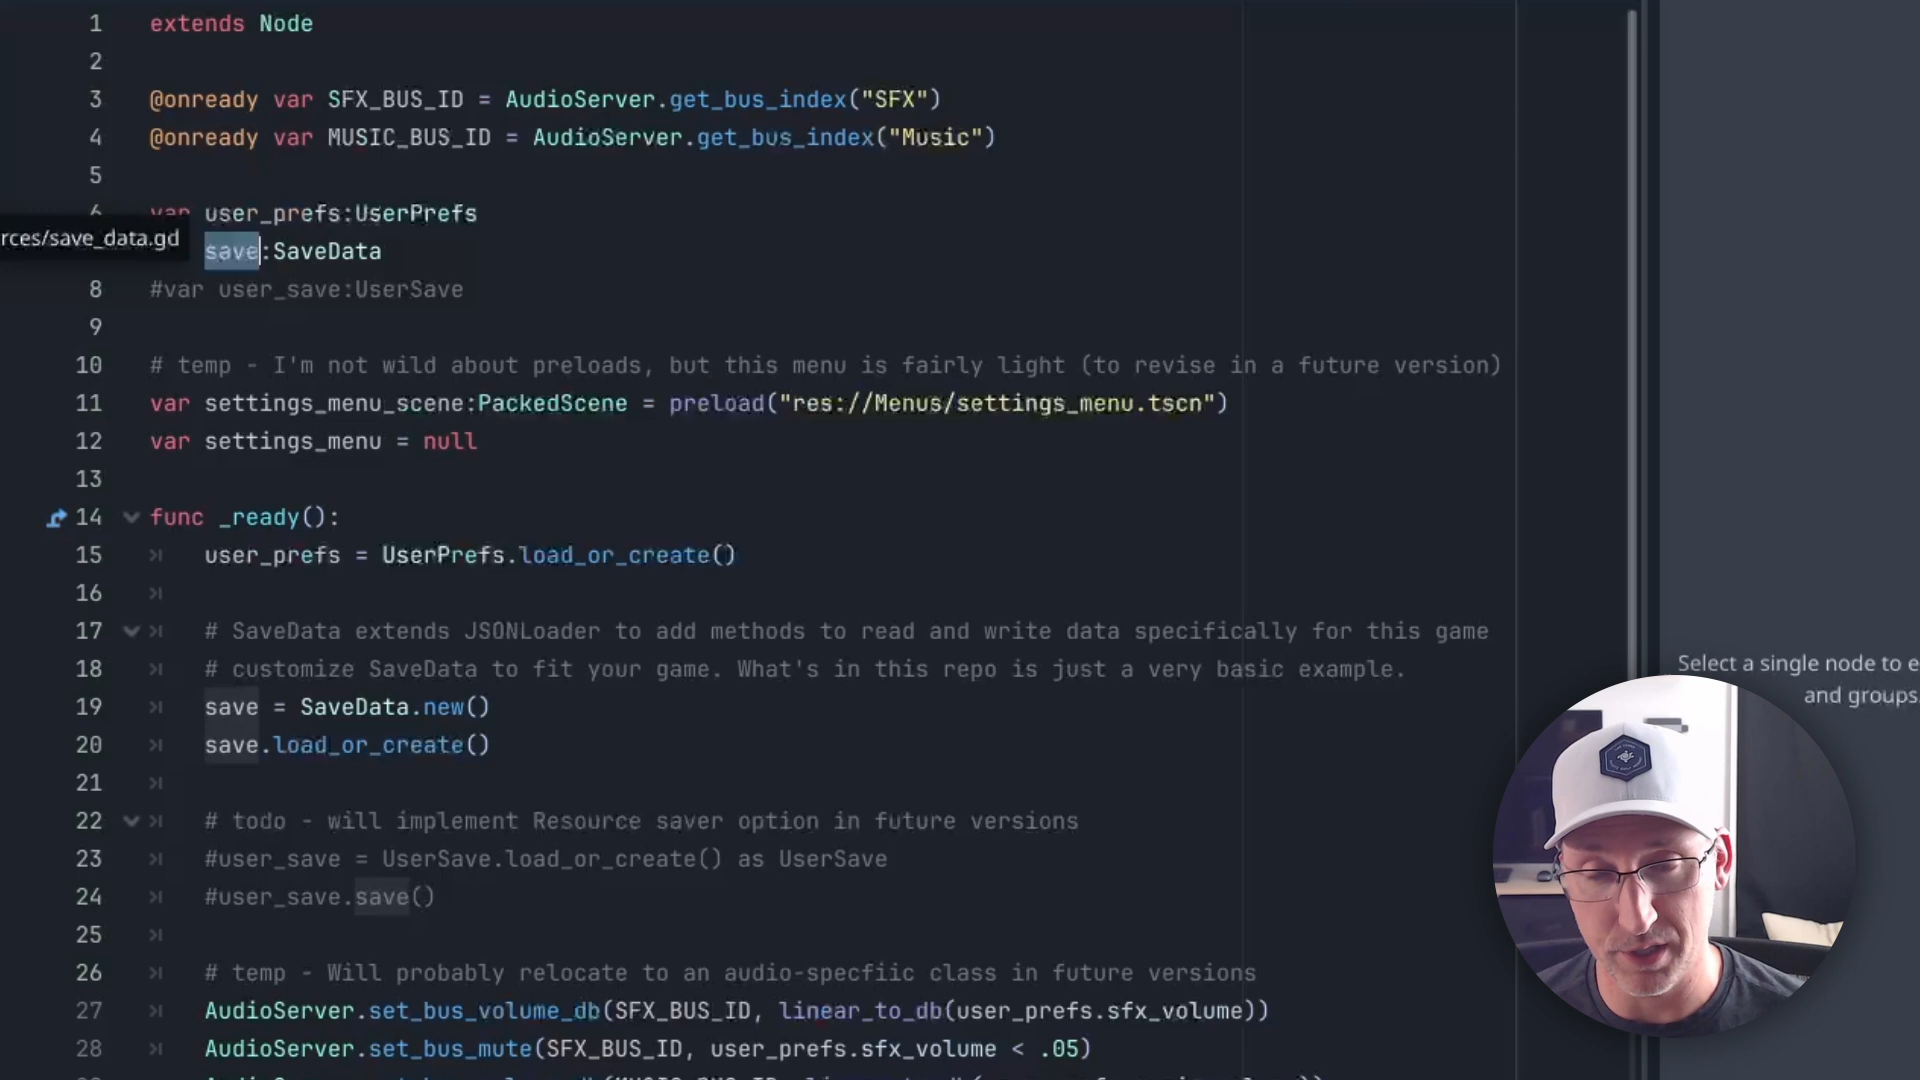 1 extends Node
2
3 @onready var SFX_BUS_ID = AudioServer.get_bus_index("SFX")
4 @onready var MUSIC_BUS_ID = AudioServer.get_bus_index("Music")
5
6 var user_prefs:UserPrefs
rces/save_data.gd
save:SaveData
8 #var user_save:UserSave
9
10 # temp - I'm not wild about preloads, but this menu is fairly light (to revise in a future version)
11 var settings_menu_scene:PackedScene = preload("res://Menus/settings_menu.tscn")
12 var settings_menu = null
13
14 func _ready():
15 user_prefs = UserPrefs.load_or_create()
16
17 # SaveData extends JSONLoader to add methods to read and write data specifically for this game
18 # customize SaveData to fit your game. What's in this repo is just a very basic example.
19 save = SaveData.new()
20 save.load_or_create()
21
22 # todo - will implement Resource saver option in future versions
23 #user_save = UserSave.load_or_create() as UserSave
24 #user_save.save()
25
26 # temp - Will probably relocate to an audio-specfiic class in future versions
27 AudioServer.set_bus_volume_db(SFX_BUS_ID, linear_to_db(user_prefs.sfx_volume))
28 AudioServer.set_bus_mute(SFX_BUS_ID, user_prefs.sfx_volume < .05)
Select a single node to e
and groups.